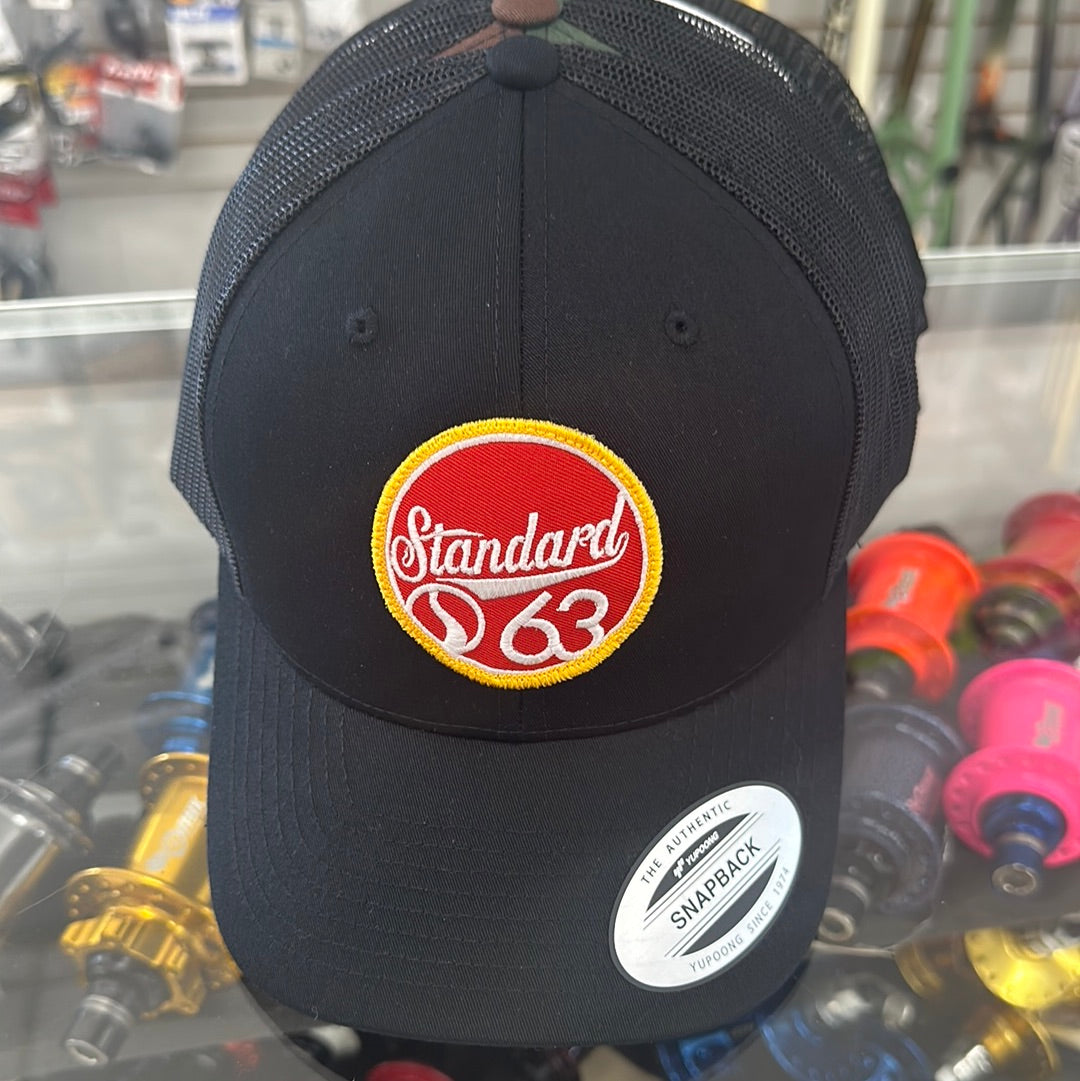 Standard
63
THE AUTHENTIC
YUPOONG
SNAPBACK
YUPOONG SINCE 1974